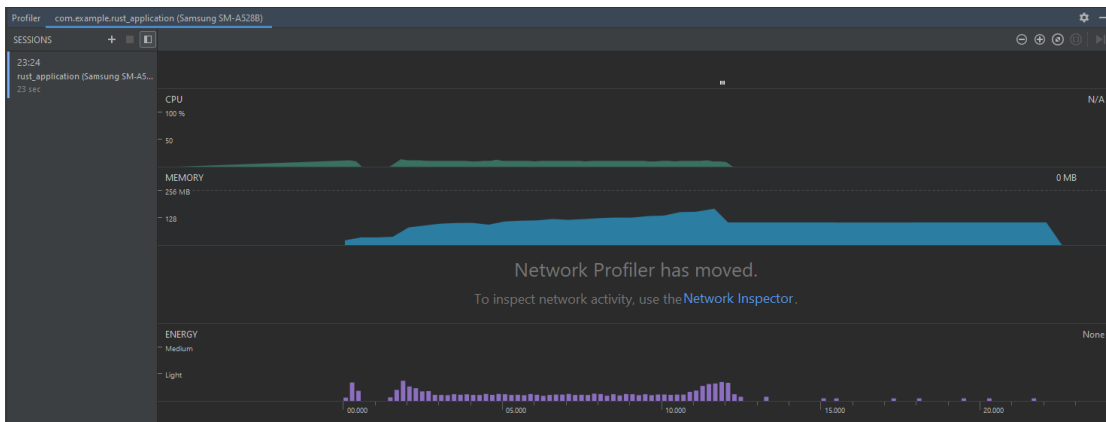 Profiler com.example.rust_application (Samsung SM-A528B)
SESSIONS
23:24
rust_application (Samsung SM-A5...
23 sec
CPU N/A
100 %
50
MEMORY 0 MB
256 MB
128
Network Profiler has moved.
To inspect network activity, use the Network Inspector.
ENERGY None
Medium
Light
00.000 05.000 10.000 15.000 20.000